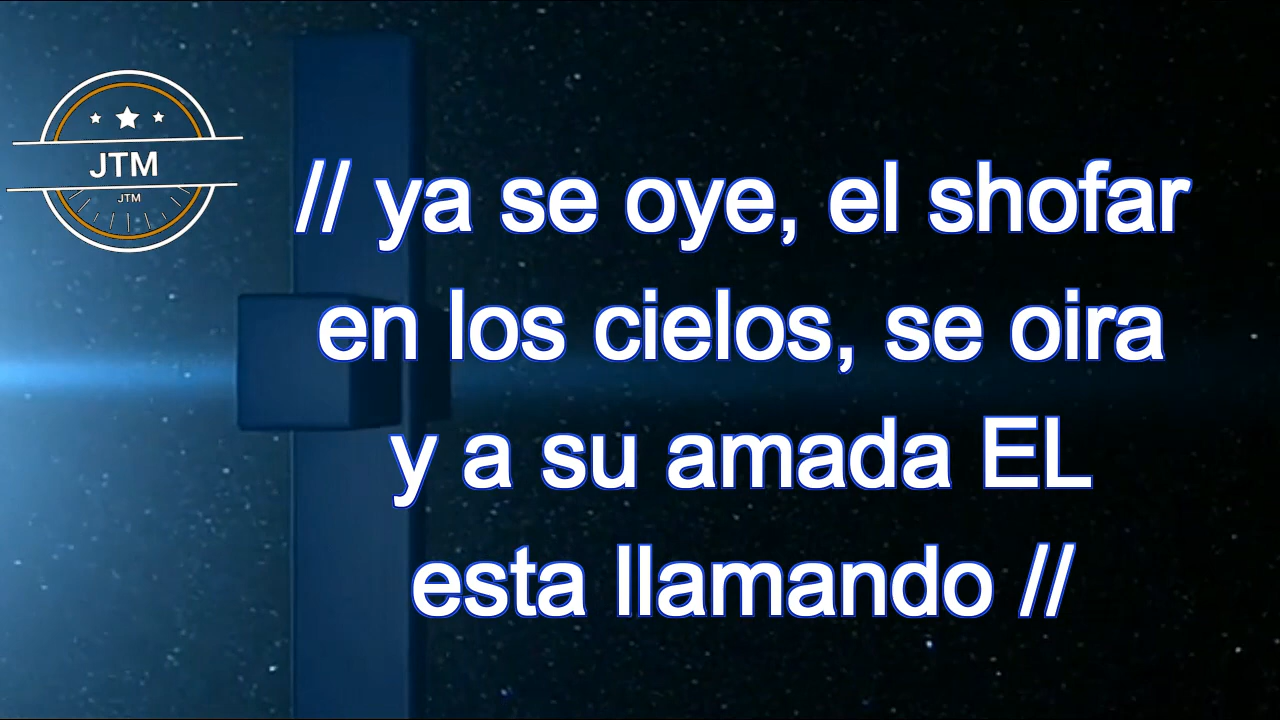 JTM
JTM
// ya se oye, el shofar
en los cielos, se oira
y a su amada EL
esta llamando //